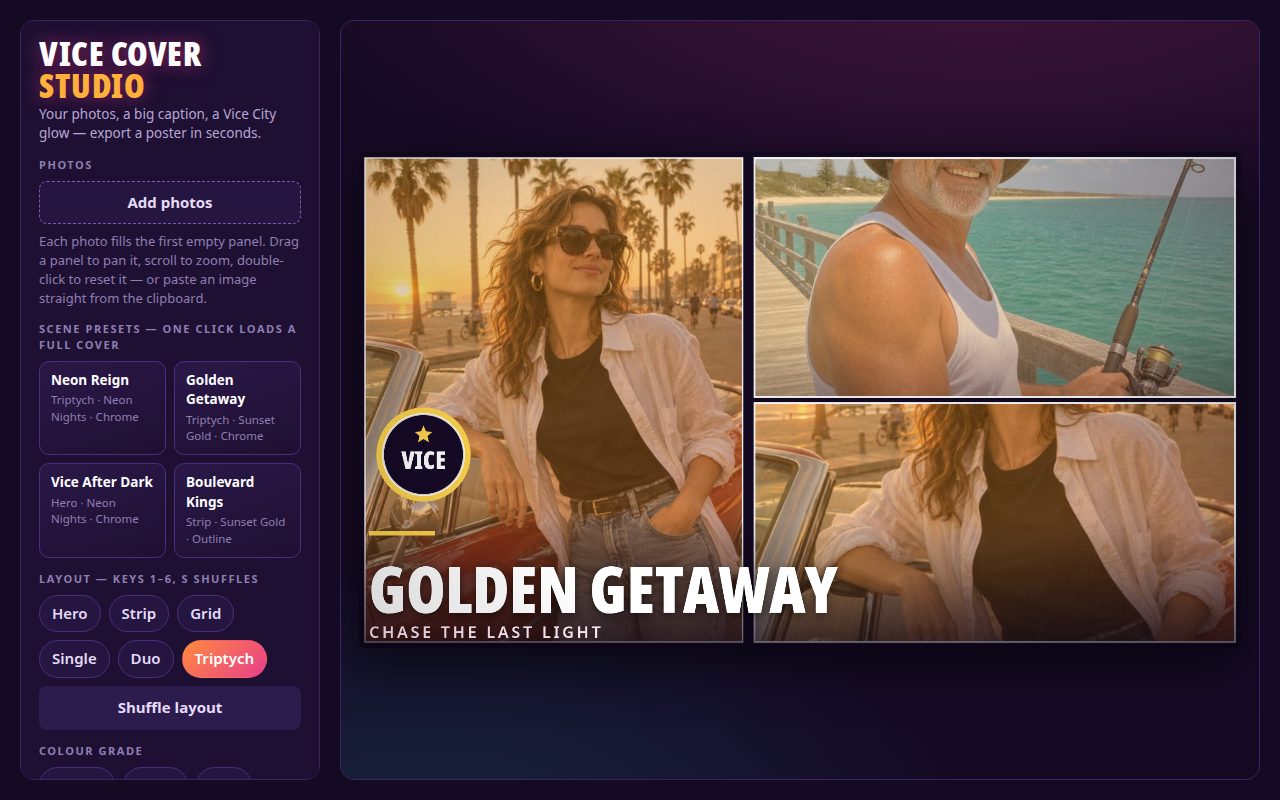 VICE COVER
STUDIO
Your photos, a big caption, a Vice City
glow — export a poster in seconds.
PHOTOS
Add photos
Each photo fills the first empty panel. Drag
a panel to pan it, scroll to zoom, double-
click to reset it — or paste an image
straight from the clipboard.
SCENE PRESETS — ONE CLICK LOADS A
FULL COVER
Neon Reign
Triptych · Neon
Nights · Chrome
Golden
Getaway
Triptych · Sunset
Gold · Chrome
Vice After Dark
Hero · Neon
Nights · Chrome
Boulevard
Kings
Strip · Sunset Gold
· Outline
LAYOUT — KEYS 1–6, S SHUFFLES
Hero
Strip
Grid
Single
Duo
Triptych
Shuffle layout
COLOUR GRADE
VICE
GOLDEN GETAWAY
CHASE THE LAST LIGHT